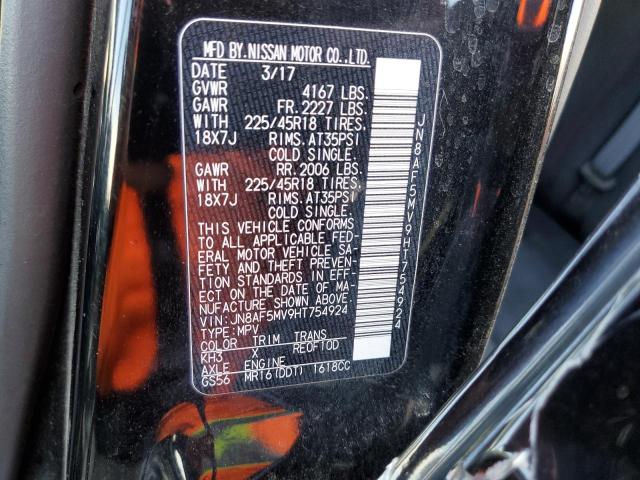 MFD BY.NISSAN MOTOR CO.,LTD.
DATE 3/17
GVWR 4167 LBS.
GAWR FR. 2227 LBS.
WITH 225/45R18 TIRES.
18X7J RIMS. AT35PSI
COLD SINGLE.
GAWR RR. 2006 LBS.
WITH 225/45R18 TIRES.
18X7J RIMS. AT35PSI
COLD SINGLE.
THIS VEHICLE CONFORMS
TO ALL APPLICABLE FED-
ERAL MOTOR VEHICLE SA-
FETY AND THEFT PREVEN-
TION STANDARDS IN EFF-
ECT ON THE DATE OF MA-
NUFACTURE SHOWN ABOVE
VIN: JN8AF5MV9HT754924
TYPE: MPV
COLOR TRIM TRANS
KH3 X RE0F10D
AXLE ENGINE
GS56 MR16(DDT) 1618CC
JN8AF5MV9HT754924